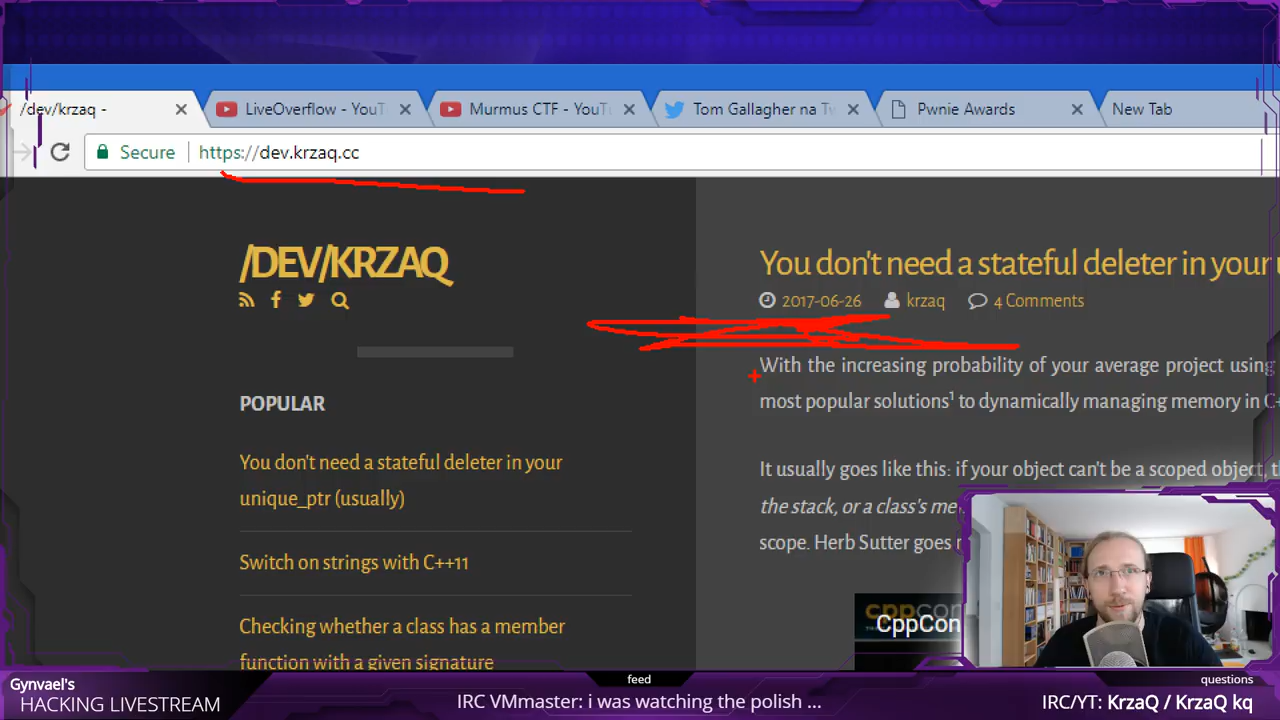 /dev/krzaq -
LiveOverflow - YouT
Murmus CTF - YouTu
Tom Gallagher na Tw
Pwnie Awards
New Tab
Secure
https://dev.krzaq.cc
/DEV/KRZAQ
POPULAR
You don't need a stateful deleter in your
unique_ptr (usually)
Switch on strings with C++11
Checking whether a class has a member
function with a given signature
You don't need a stateful deleter in your
2017-06-26 krzaq 4 Comments
With the increasing probability of your average project using
most popular solutions¹ to dynamically managing memory in C+
It usually goes like this: if your object can't be a scoped object,
the stack, or a class's me
scope. Herb Sutter goes
cppcon
CppCon
Gynvael's
HACKING LIVESTREAM
feed
IRC VMmaster: i was watching the polish ...
questions
IRC/YT: KrzaQ / KrzaQ kq